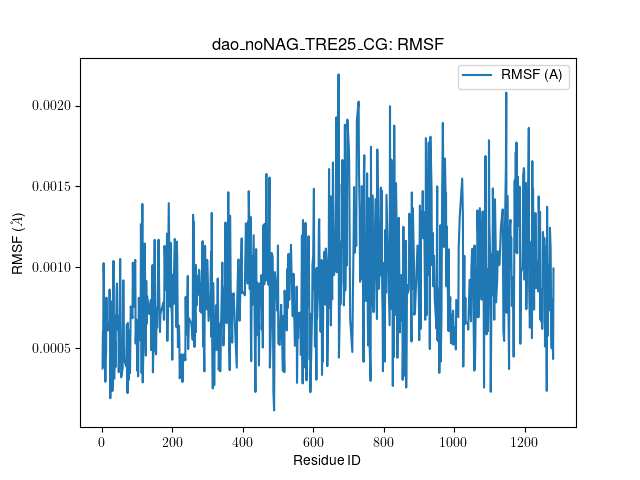 dao_noNAG_TRE25_CG: RMSF
RMSF (A)
0.0020
0.0015
0.0010
0.0005
RMSF (Å)
0 200 400 600 800 1000 1200
Residue ID